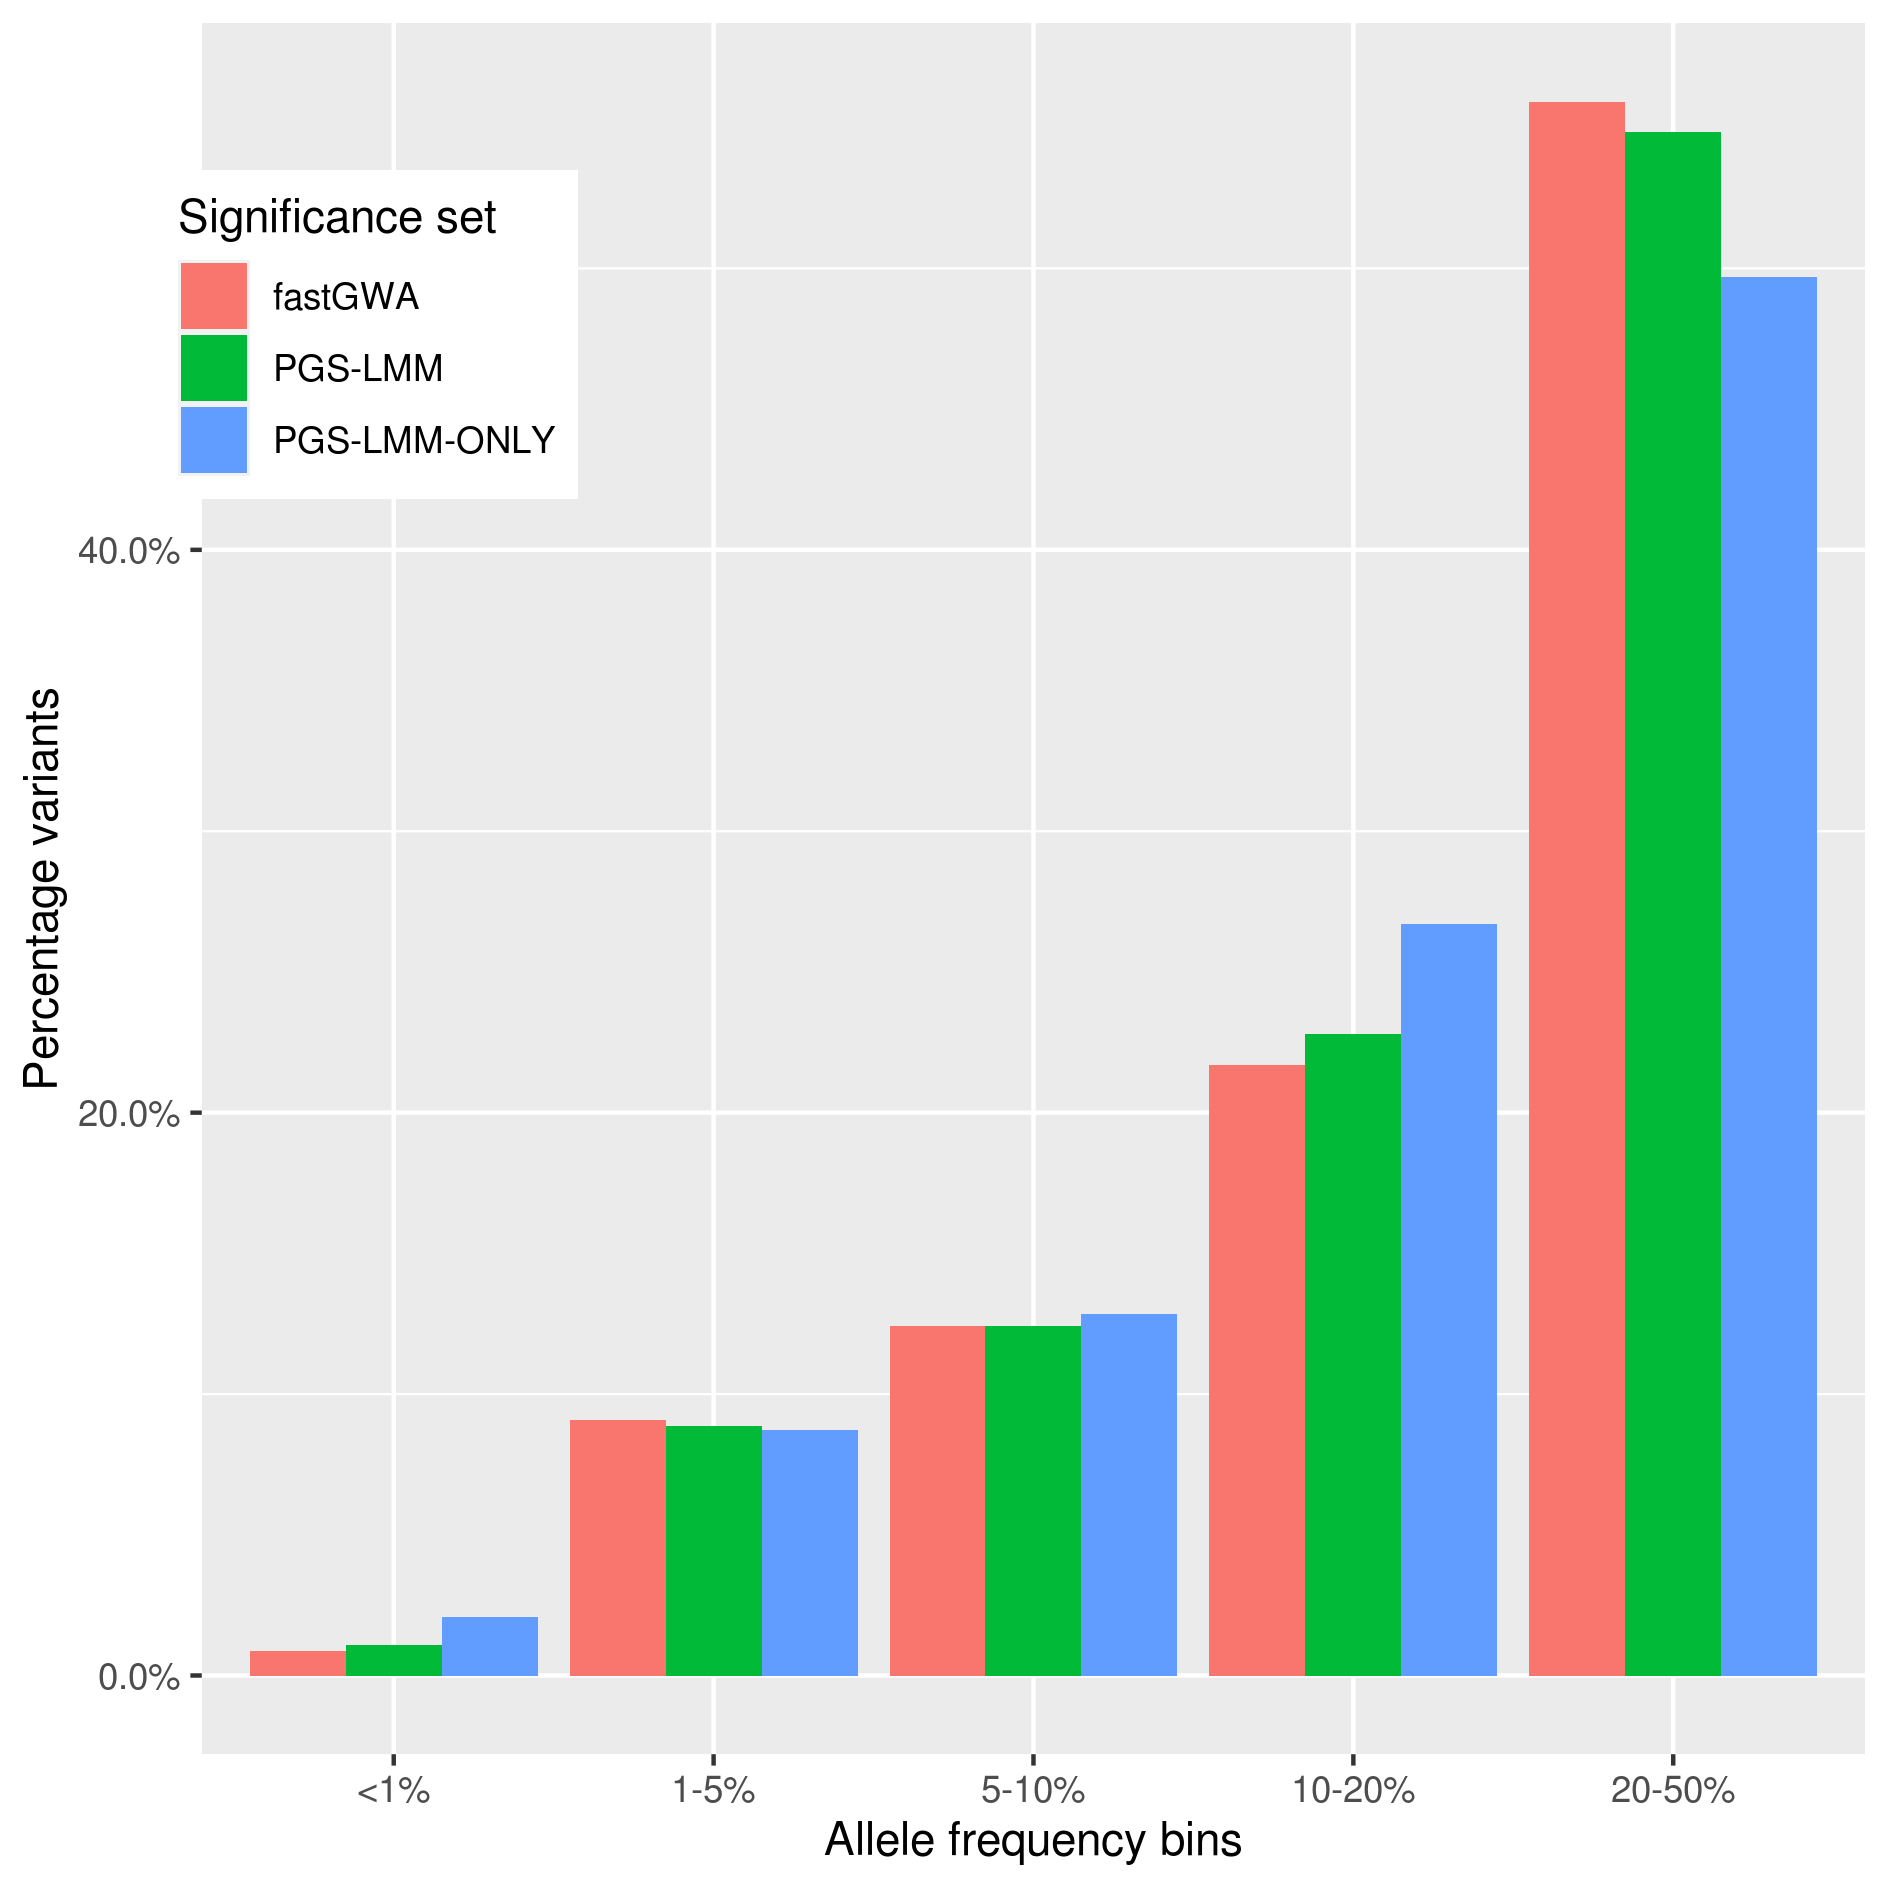 Significance set
fastGWA
PGS-LMM
PGS-LMM-ONLY
Percentage variants
40.0%
20.0%
0.0%
<1%
1-5%
5-10%
10-20%
20-50%
Allele frequency bins